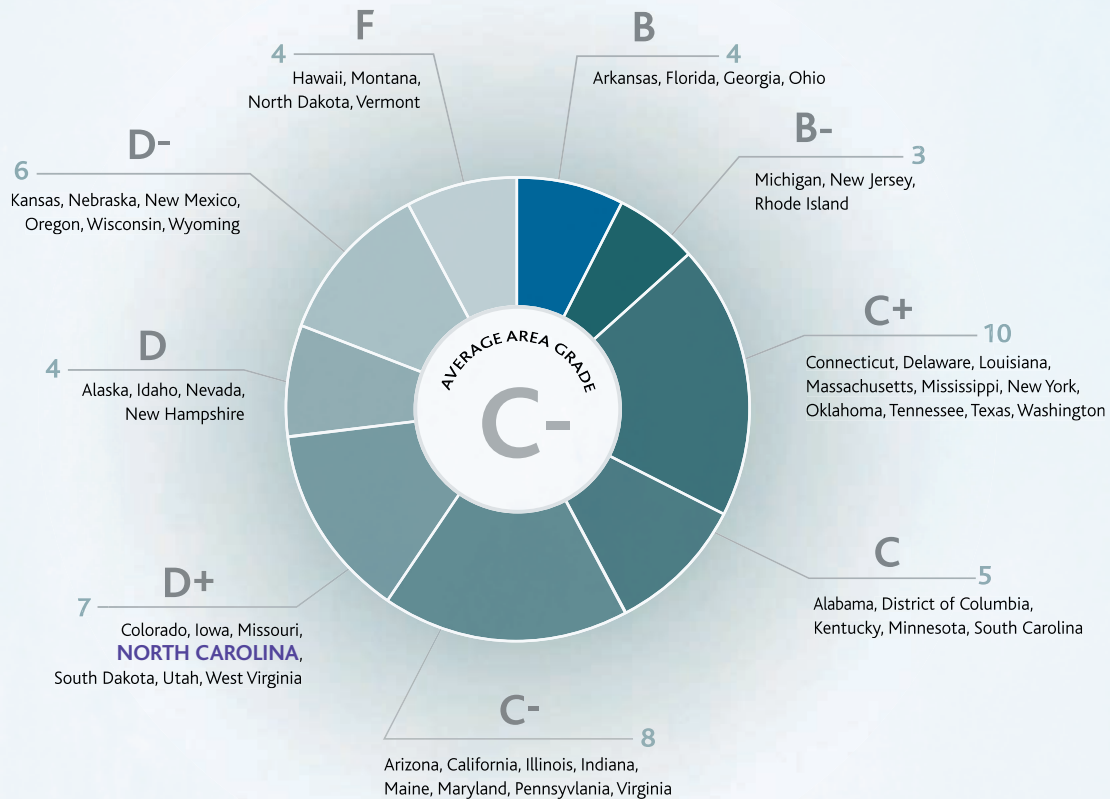 F
4
Hawaii, Montana,
North Dakota, Vermont
B
4
Arkansas, Florida, Georgia, Ohio
B-
3
Michigan, New Jersey,
Rhode Island
C+
10
Connecticut, Delaware, Louisiana,
Massachusetts, Mississippi, New York,
Oklahoma, Tennessee, Texas, Washington
C
5
Alabama, District of Columbia,
Kentucky, Minnesota, South Carolina
C-
8
Arizona, California, Illinois, Indiana,
Maine, Maryland, Pennsyvlania, Virginia
D+
7
Colorado, Iowa, Missouri,
NORTH CAROLINA,
South Dakota, Utah, West Virginia
D
4
Alaska, Idaho, Nevada,
New Hampshire
D-
6
Kansas, Nebraska, New Mexico,
Oregon, Wisconsin, Wyoming
AVERAGE AREA GRADE
C-